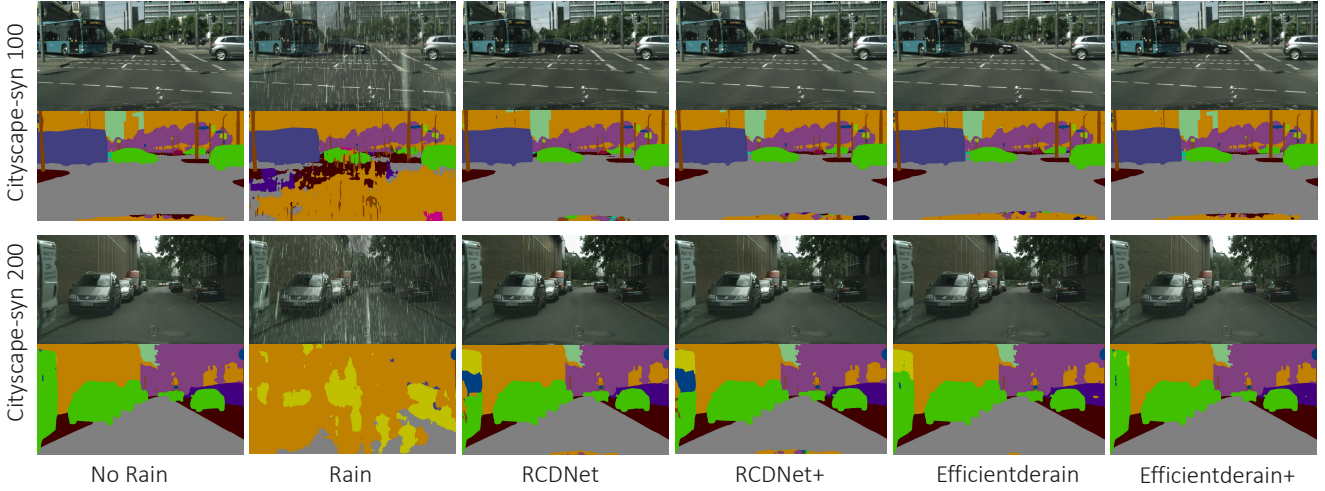 Cityscape-syn 100
Cityscape-syn 200
No Rain
Rain
RCDNet
RCDNet+
Efficientderain
Efficientderain+